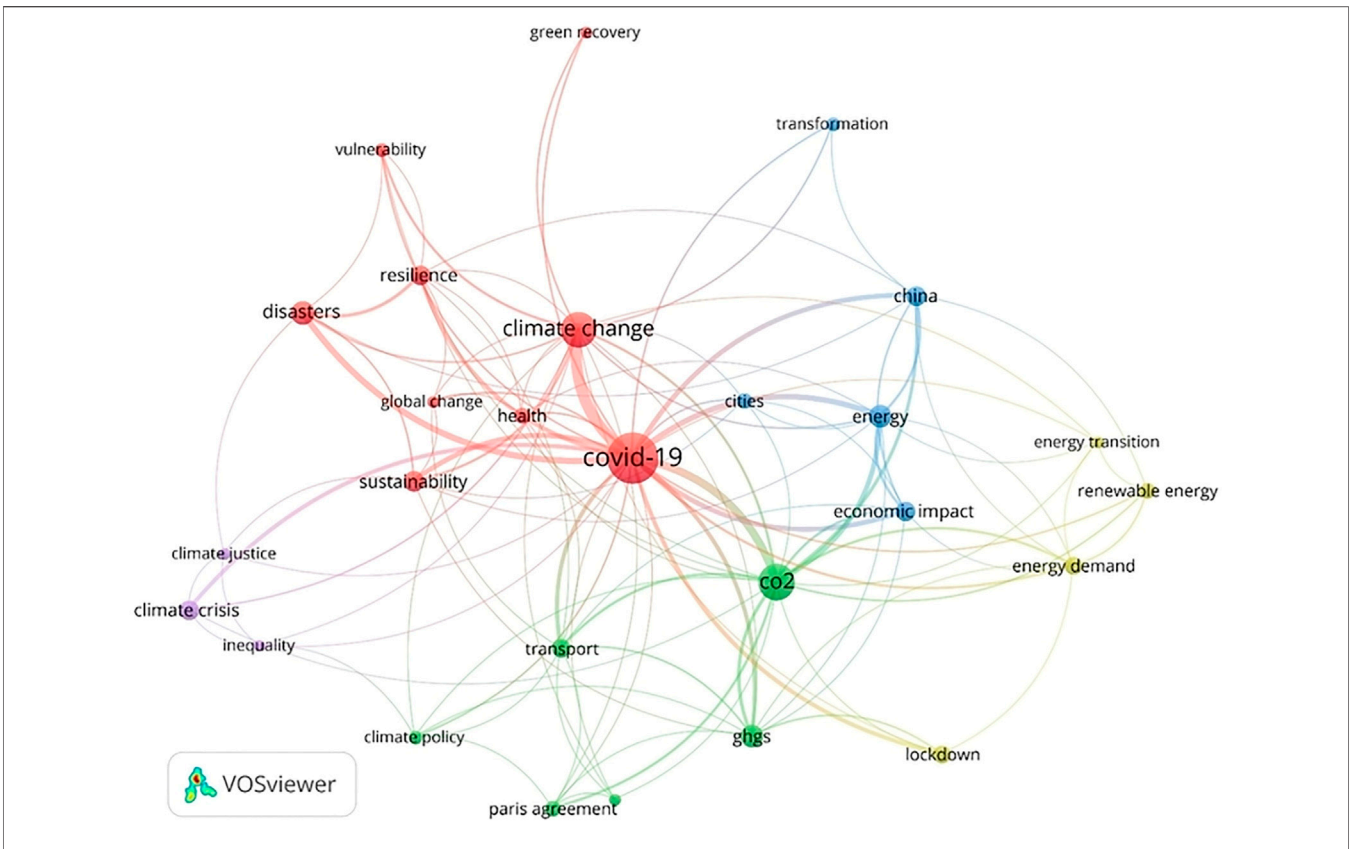 green recovery
transformation
vulnerability
resilience
china
disasters
climate change
global change
health
cities
energy
covid-19
energy transition
sustainability
renewable energy
economic impact
climate justice
energy demand
co2
climate crisis
inequality
transport
climate policy
ghgs
lockdown
VOSviewer
paris agreement